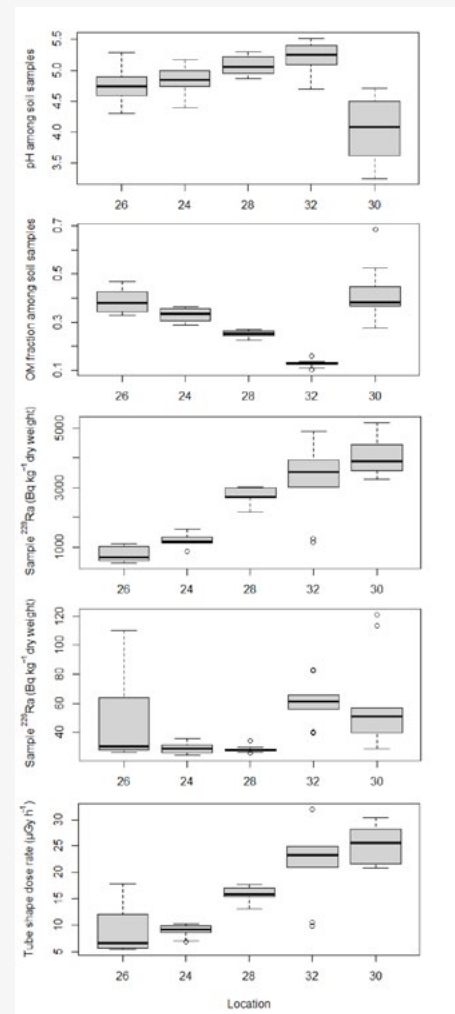 pH among soil samples
5.5
5.0
4.5
4.0
3.5
26 24 28 32 30
OM fraction among soil samples
0.7
0.5
0.3
0.1
26 24 28 32 30
Sample ²²⁶Ra (Bq kg⁻¹ dry weight)
5000
3000
1000
26 24 28 32 30
Sample ²²⁸Ra (Bq kg⁻¹ dry weight)
120
100
80
60
40
26 24 28 32 30
Tube shape dose rate (µGy h⁻¹)
30
25
20
15
10
5
26 24 28 32 30
Location